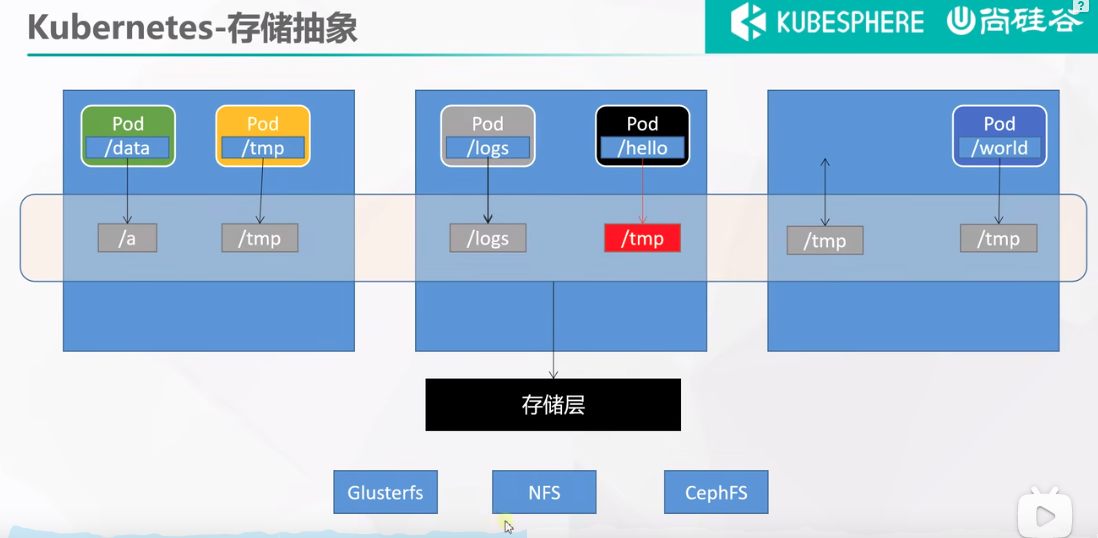 Kubernetes-存储抽象
KUBESPHERE
尚硅谷
?
Pod
/data
Pod
/tmp
Pod
/logs
Pod
/hello
Pod
/world
/a
/tmp
/logs
/tmp
/tmp
/tmp
存储层
Glusterfs
NFS
CephFS